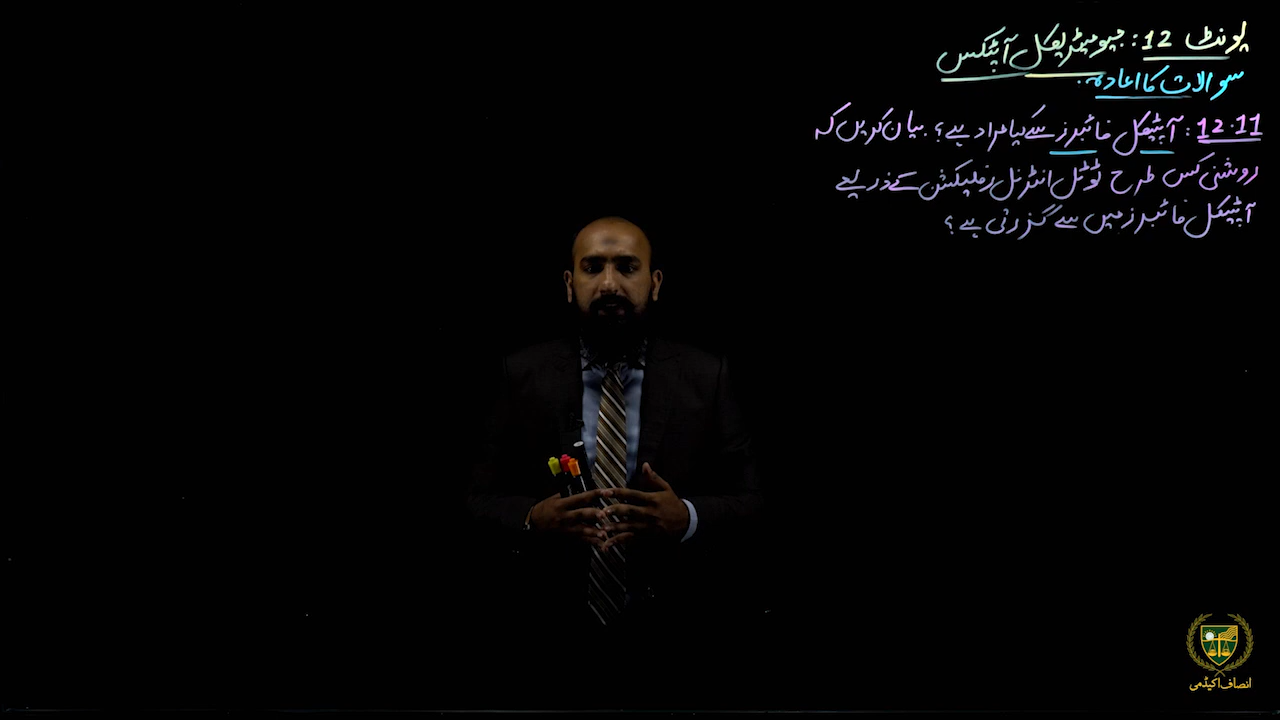 یونٹ 12 : جیومیٹریکل آپٹکس
سوالات کا اعادہ:
12.11 : آپٹیکل فائبرز سے کیا مراد ہے؟ بیان کریں کہ
روشنی کس طرح ٹوٹل انٹرنل رفلیکشن کے ذریعے
آپٹیکل فائبرز میں سے گزرتی ہے؟
انصاف اکیڈمی